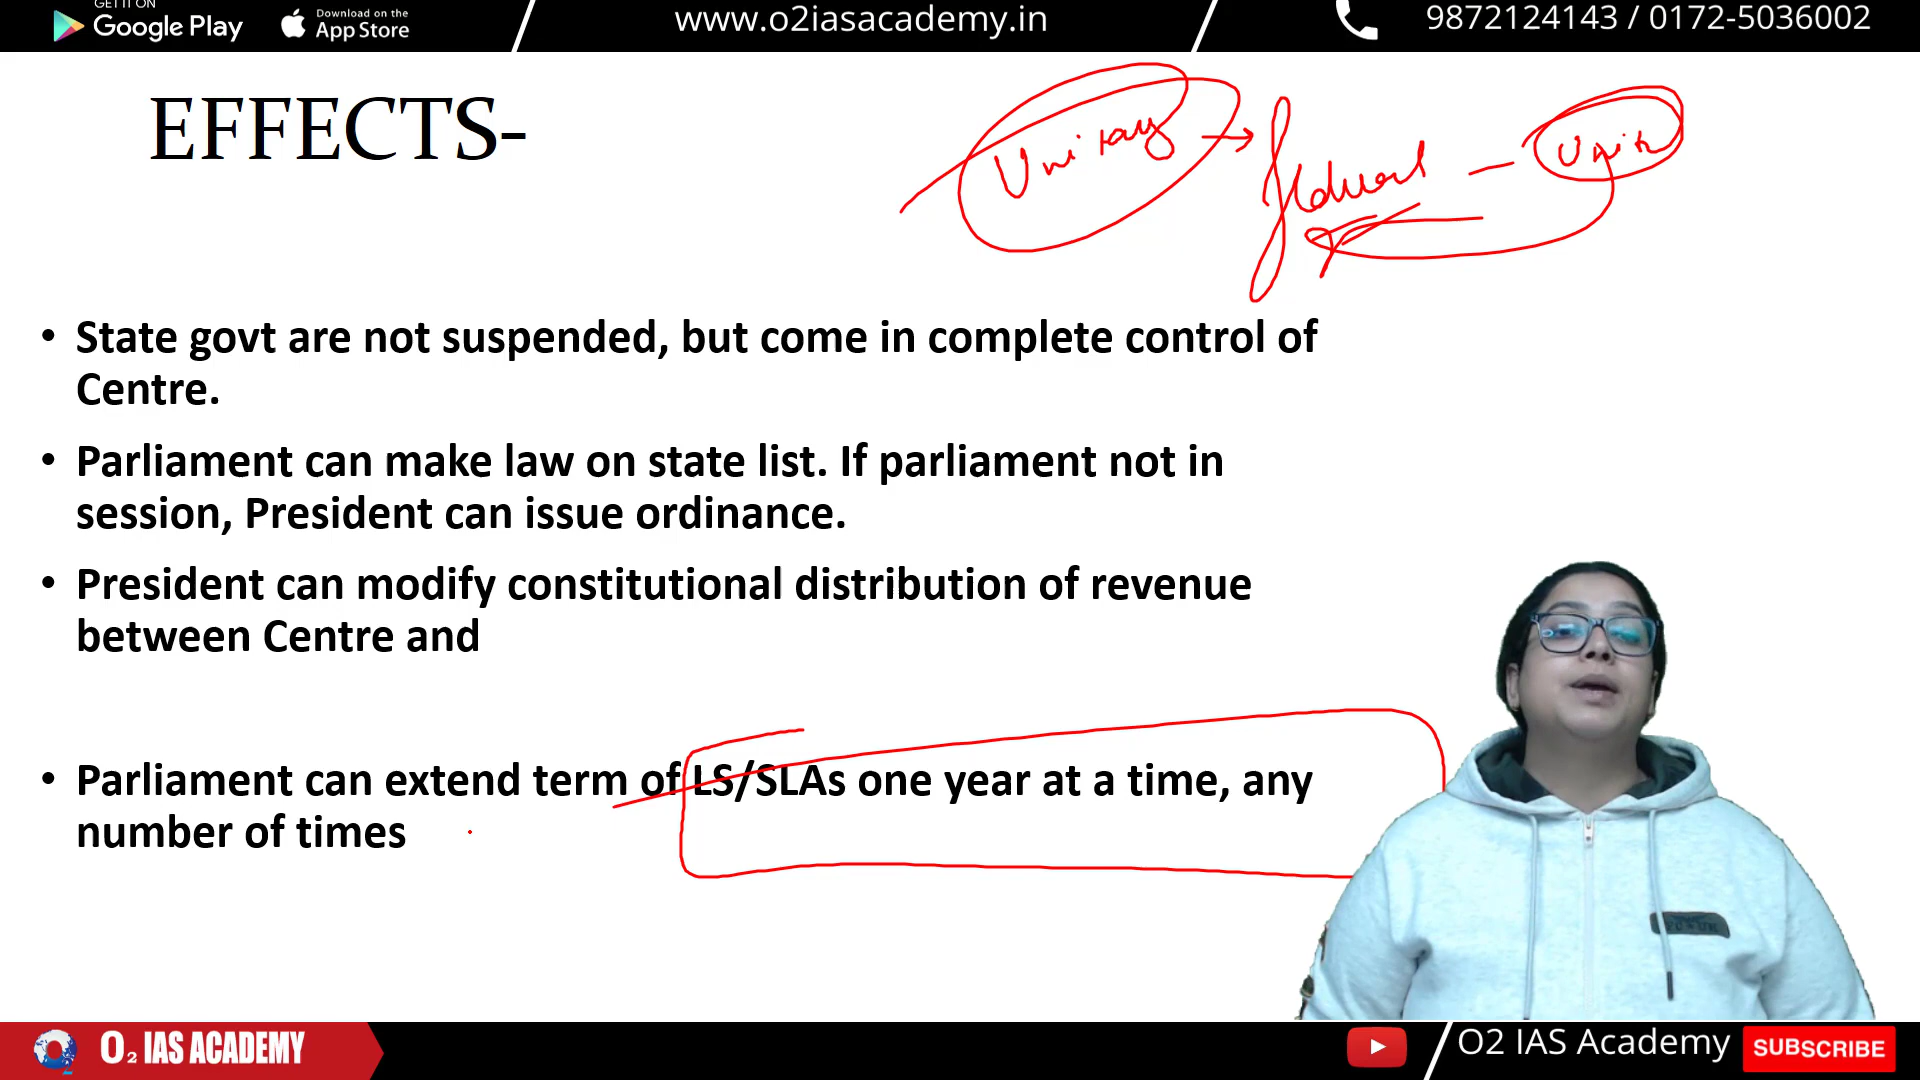 GET IT ON
Google Play
Download on the
App Store
www.o2iasacademy.in
9872124143 / 0172-5036002
EFFECTS-
Unitary → federal — Unita
• State govt are not suspended, but come in complete control of
Centre.
• Parliament can make law on state list. If parliament not in
session, President can issue ordinance.
• President can modify constitutional distribution of revenue
between Centre and
• Parliament can extend term of LS/SLAs one year at a time, any
number of times
O2 IAS ACADEMY
O2 IAS Academy
SUBSCRIBE